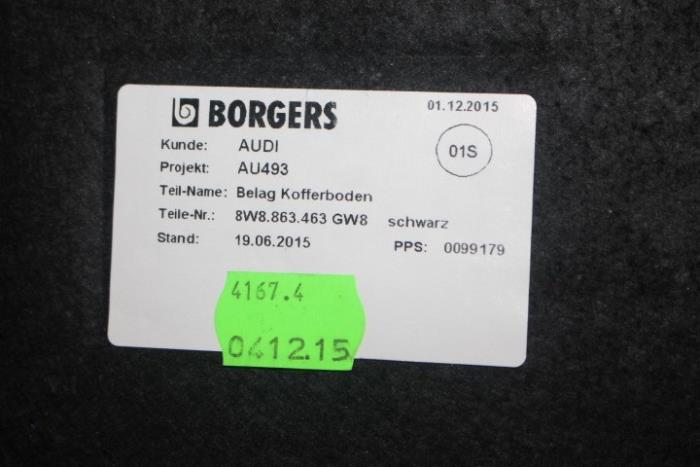 BORGERS
01.12.2015
Kunde: AUDI
01S
Projekt: AU493
Teil-Name: Belag Kofferboden
Teile-Nr.: 8W8.863.463 GW8 schwarz
Stand: 19.06.2015
PPS: 0099179
4167.4
0412.15